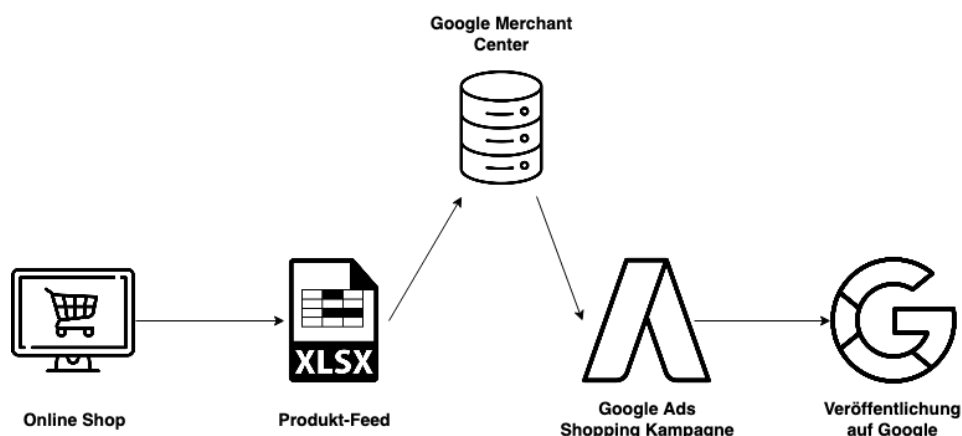 Google Merchant
Center
XLSX
Online Shop
Produkt-Feed
Google Ads
Shopping Kampagne
Veröffentlichung
auf Google